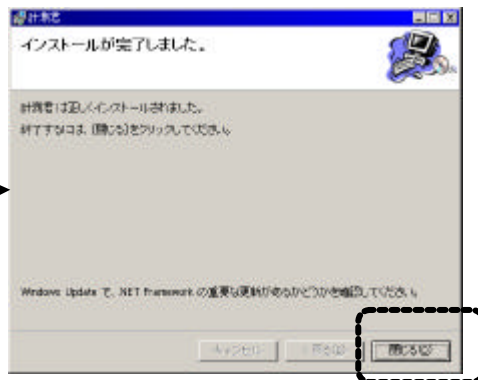 計測君
インストールが完了しました。
計測君は正しくインストールされました。
終了するには、[閉じる]をクリックしてください。
Windows Update で、.NET Framework の重要な更新があるかどうかを確認してください。
キャンセル
< 戻る(B)
閉じる(C)